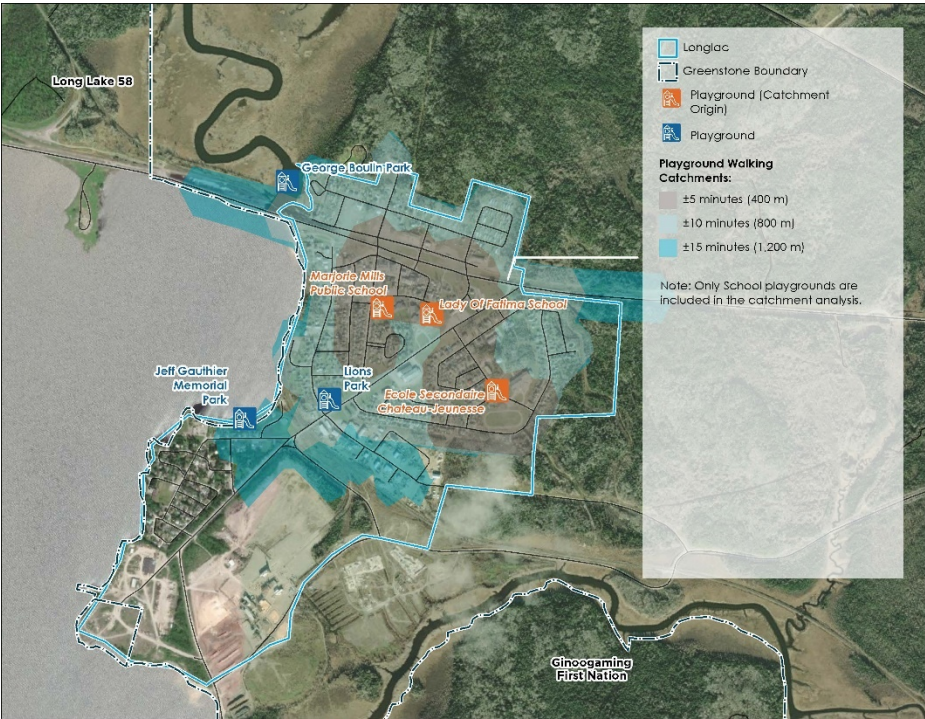 Long Lake 58
George Boulin Park
Marjorie Mills
Public School
Lady Of Fatima School
Jeff Gauthier
Memorial
Park
Lions
Park
Ecole Secondaire
Chateau-Jeunesse
Ginoogaming
First Nation
Longlac
Greenstone Boundary
Playground (Catchment
Origin)
Playground
Playground Walking
Catchments:
±5 minutes (400 m)
±10 minutes (800 m)
±15 minutes (1,200 m)
Note: Only School playgrounds are
included in the catchment analysis.